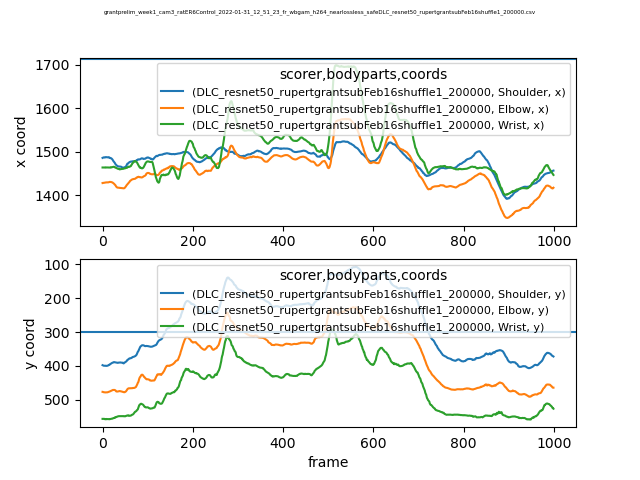 grantprelim_week1_cam3_ratER6Control_2022-01-31_12_51_23_fr_wbgam_h264_nearlossless_safeDLC_resnet50_rupertgrantsubFeb16shuffle1_200000.csv
1700
1600
1500
1400
x coord
scorer,bodyparts,coords
(DLC_resnet50_rupertgrantsubFeb16shuffle1_200000, Shoulder, x)
(DLC_resnet50_rupertgrantsubFeb16shuffle1_200000, Elbow, x)
(DLC_resnet50_rupertgrantsubFeb16shuffle1_200000, Wrist, x)
0 200 400 600 800 1000
100
200
300
400
500
y coord
scorer,bodyparts,coords
(DLC_resnet50_rupertgrantsubFeb16shuffle1_200000, Shoulder, y)
(DLC_resnet50_rupertgrantsubFeb16shuffle1_200000, Elbow, y)
(DLC_resnet50_rupertgrantsubFeb16shuffle1_200000, Wrist, y)
0 200 400 600 800 1000
frame